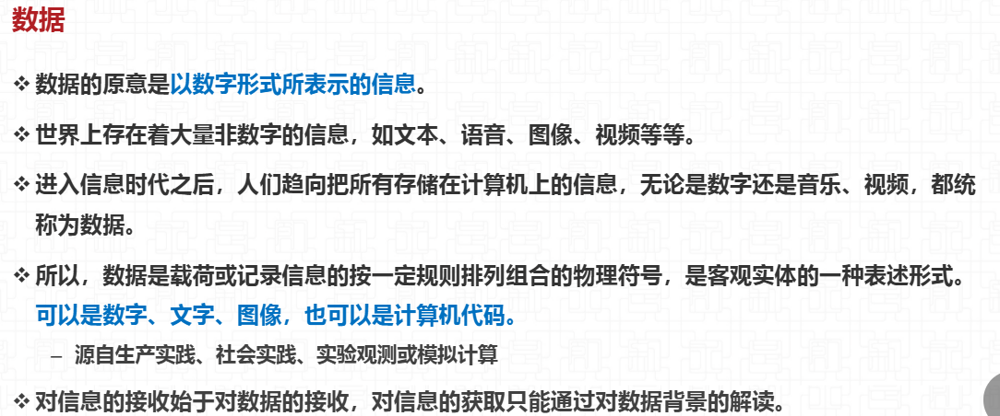 数据
❖ 数据的原意是以数字形式所表示的信息。
❖ 世界上存在着大量非数字的信息，如文本、语音、图像、视频等等。
❖ 进入信息时代之后，人们趋向把所有存储在计算机上的信息，无论是数字还是音乐、视频，都统
称为数据。
❖ 所以，数据是载荷或记录信息的按一定规则排列组合的物理符号，是客观实体的一种表述形式。
可以是数字、文字、图像，也可以是计算机代码。
– 源自生产实践、社会实践、实验观测或模拟计算
❖ 对信息的接收始于对数据的接收，对信息的获取只能通过对数据背景的解读。